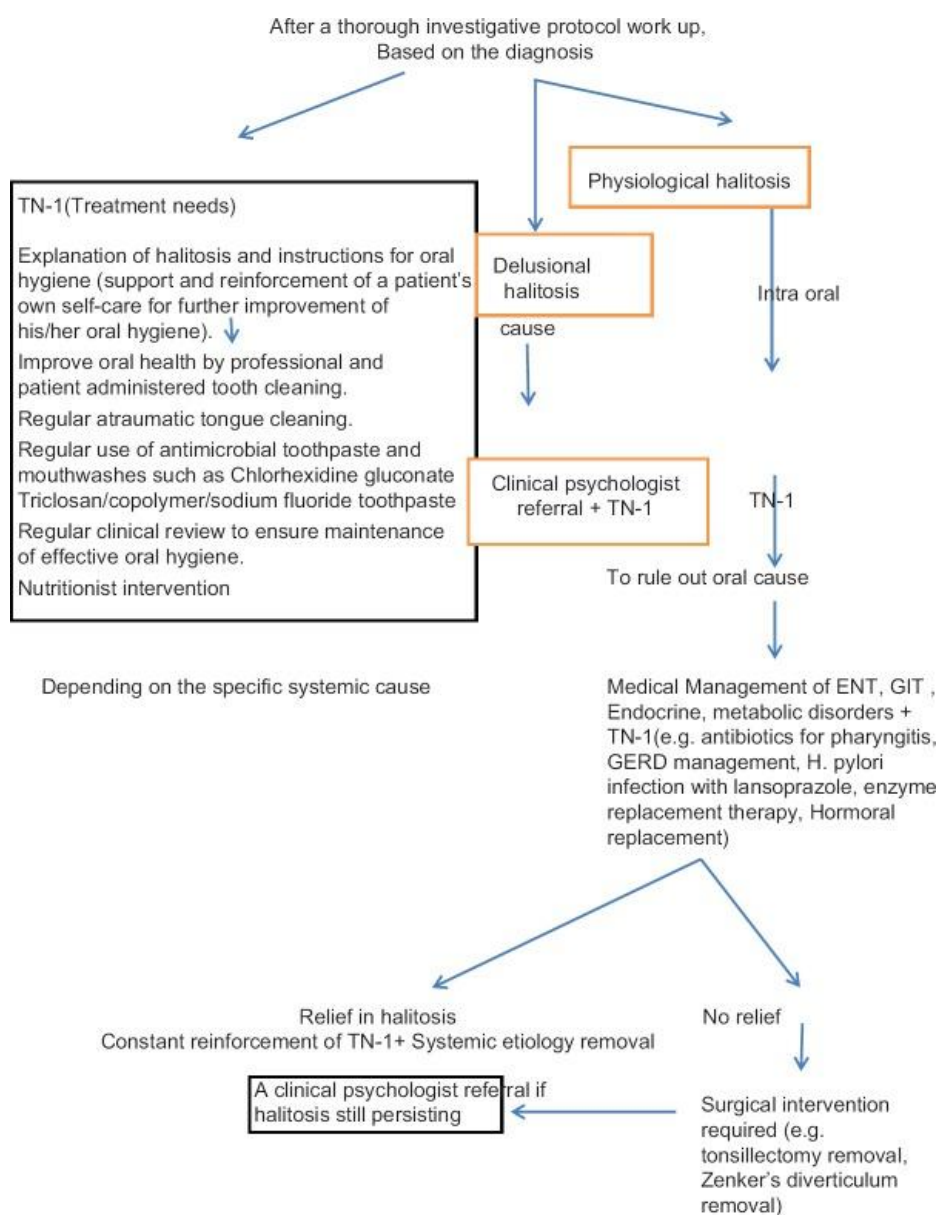 After a thorough investigative protocol work up,
Based on the diagnosis
TN-1(Treatment needs)
Explanation of halitosis and instructions for oral
hygiene (support and reinforcement of a patient's
own self-care for further improvement of
his/her oral hygiene).
Improve oral health by professional and
patient administered tooth cleaning.
Regular atraumatic tongue cleaning.
Regular use of antimicrobial toothpaste and
mouthwashes such as Chlorhexidine gluconate
Triclosan/copolymer/sodium fluoride toothpaste
Regular clinical review to ensure maintenance
of effective oral hygiene.
Nutritionist intervention
Delusional
halitosis
cause
Clinical psychologist
referral + TN-1
Physiological halitosis
Intra oral
TN-1
To rule out oral cause
Depending on the specific systemic cause
Medical Management of ENT, GIT ,
Endocrine, metabolic disorders +
TN-1(e.g. antibiotics for pharyngitis,
GERD management, H. pylori
infection with lansoprazole, enzyme
replacement therapy, Hormoral
replacement)
Relief in halitosis
Constant reinforcement of TN-1+ Systemic etiology removal
No relief
A clinical psychologist referral if
halitosis still persisting
Surgical intervention
required (e.g.
tonsillectomy removal,
Zenker's diverticulum
removal)